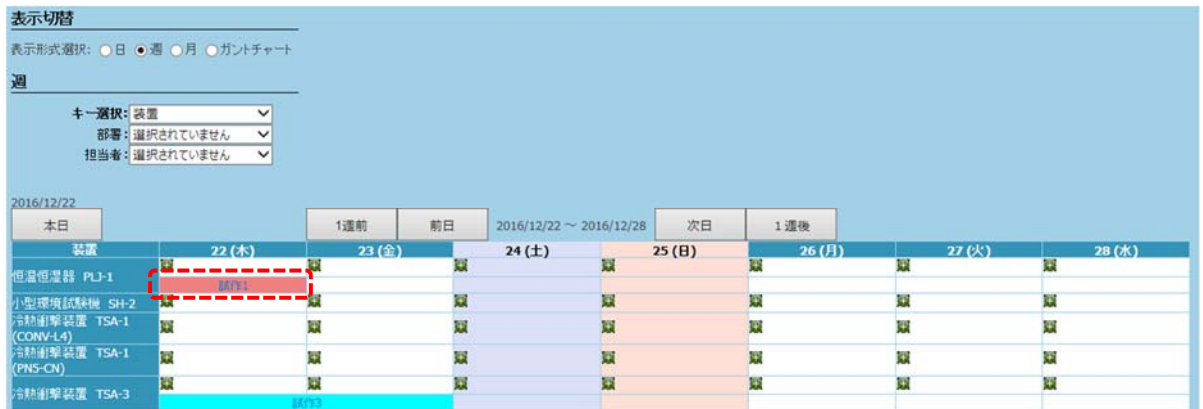 表示切替
表示形式選択: 日 週 月 ガントチャート
週
キー選択: 装置
部署: 選択されていません
担当者: 選択されていません
2016/12/22
本日 1週前 前日 2016/12/22 ～ 2016/12/28 次日 1週後
装置 22 (木) 23 (金) 24 (土) 25 (日) 26 (月) 27 (火) 28 (水)
恒温恒湿器 PLJ-1
試作1
小型環境試験機 SH-2
冷熱衝撃装置 TSA-1
(CONV-L4)
冷熱衝撃装置 TSA-1
(PN5-CN)
冷熱衝撃装置 TSA-3
試作3